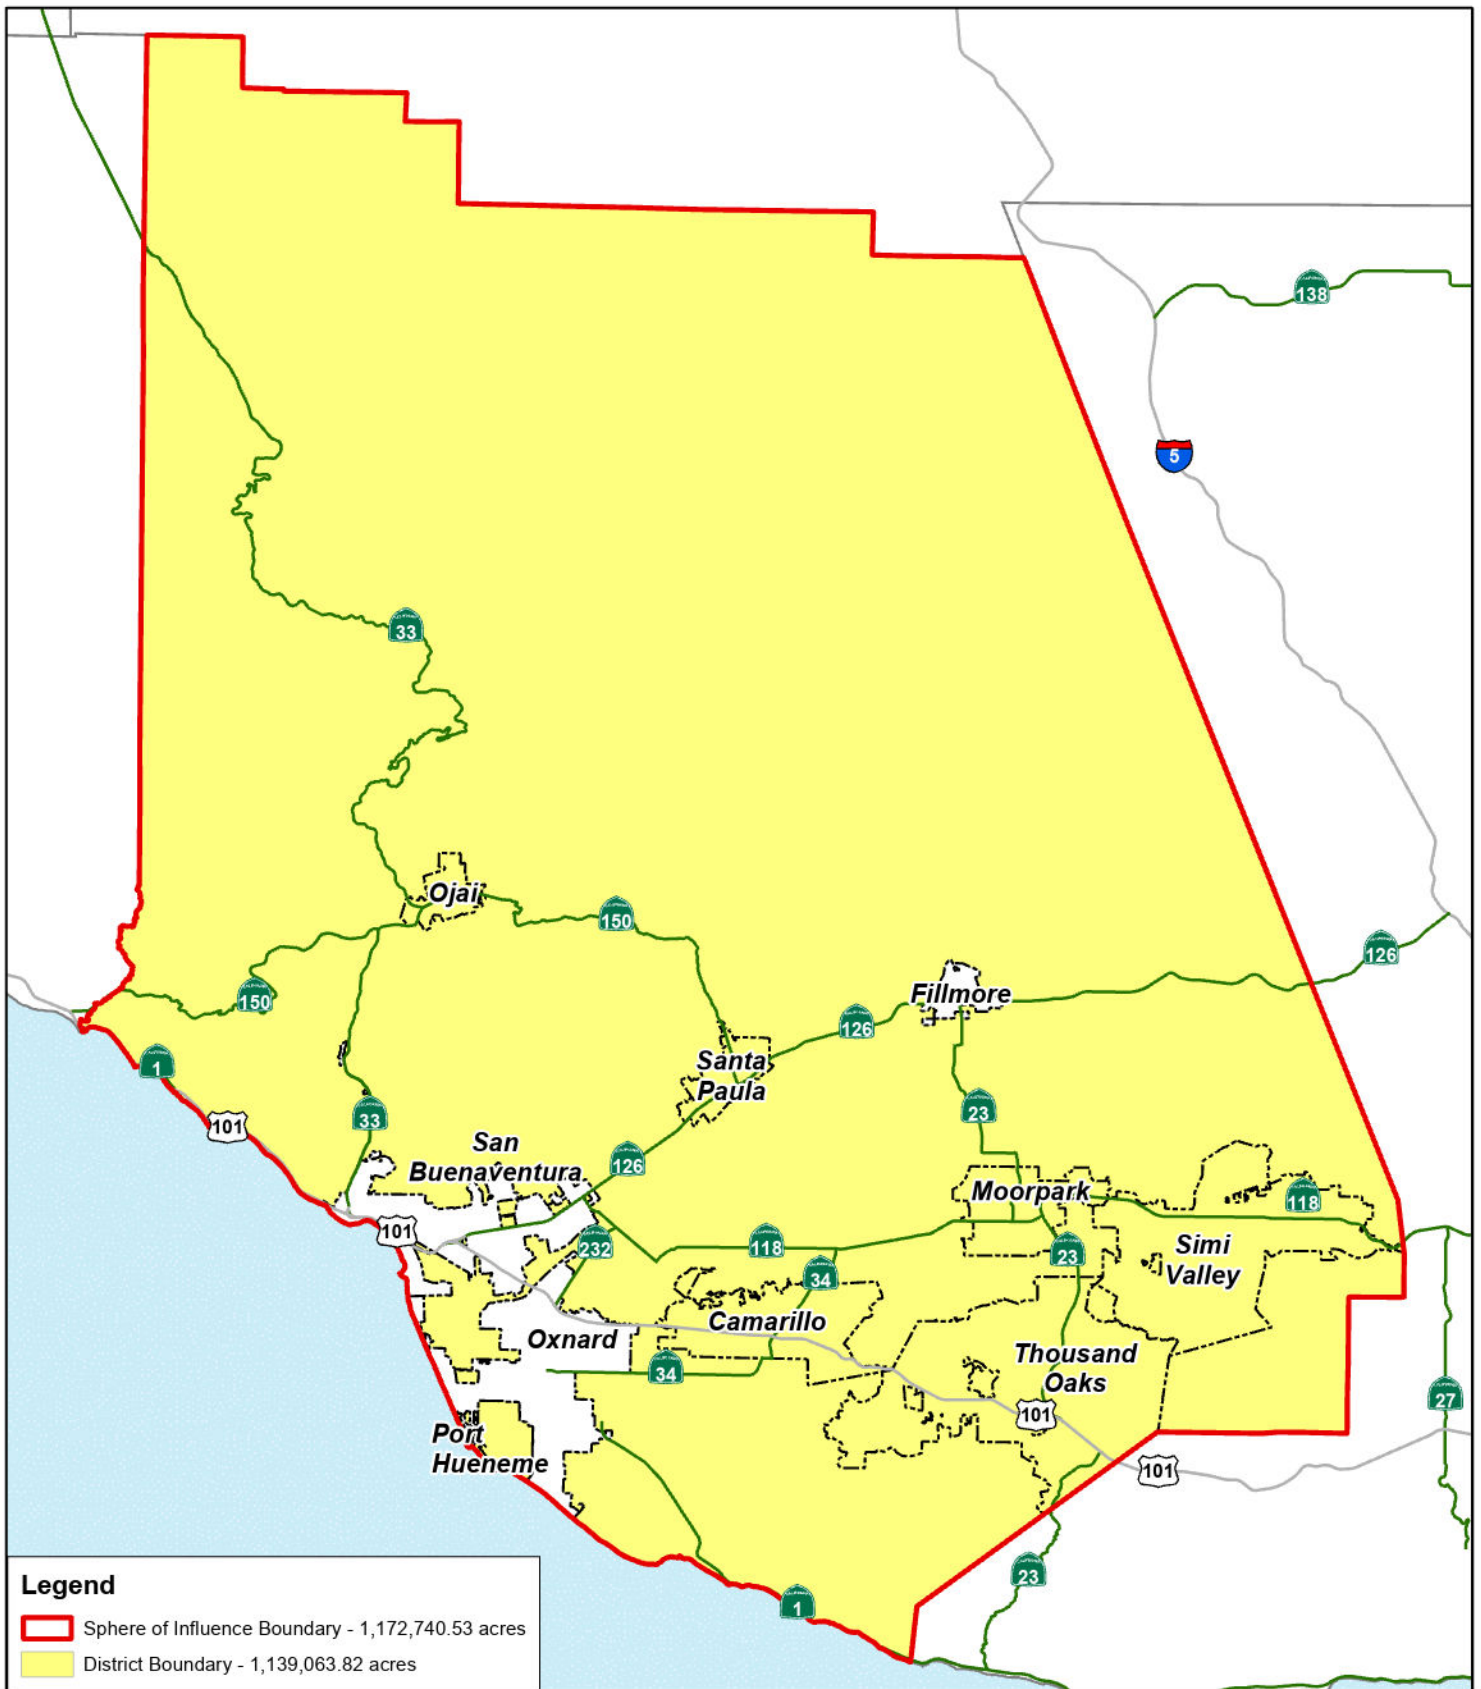 138
5
33
Ojai
150
126
150
Fillmore
126
Santa
Paula
1
23
101
33
San
Buenaventura
126
Moorpark
118
101
232
118
23
34
Simi
Valley
Camarillo
Oxnard
34
Thousand
Oaks
101
27
Port
Hueneme
101
23
1
Legend
Sphere of Influence Boundary - 1,172,740.53 acres
District Boundary - 1,139,063.82 acres